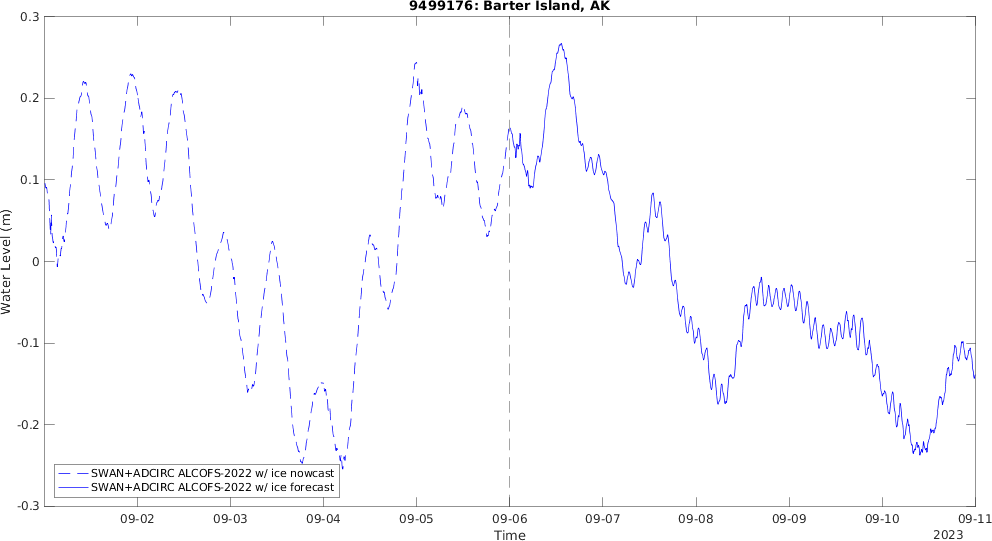 9499176: Barter Island, AK
Water Level (m)
0.3
0.2
0.1
0
-0.1
-0.2
-0.3
SWAN+ADCIRC ALCOFS-2022 w/ ice nowcast
SWAN+ADCIRC ALCOFS-2022 w/ ice forecast
09-02 09-03 09-04 09-05 09-06 09-07 09-08 09-09 09-10 09-11
Time
2023